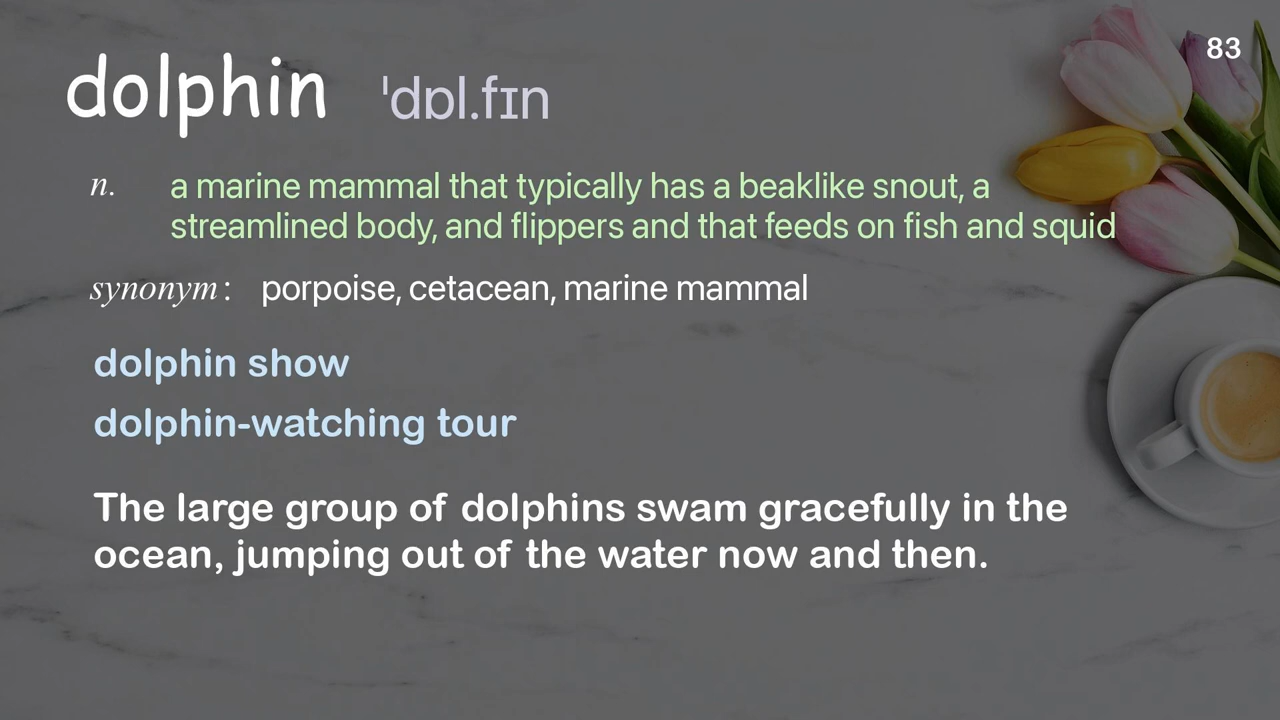 83
dolphin ˈdɒl.fɪn
n. a marine mammal that typically has a beaklike snout, a
streamlined body, and flippers and that feeds on fish and squid
synonym: porpoise, cetacean, marine mammal
dolphin show
dolphin-watching tour
The large group of dolphins swam gracefully in the
ocean, jumping out of the water now and then.